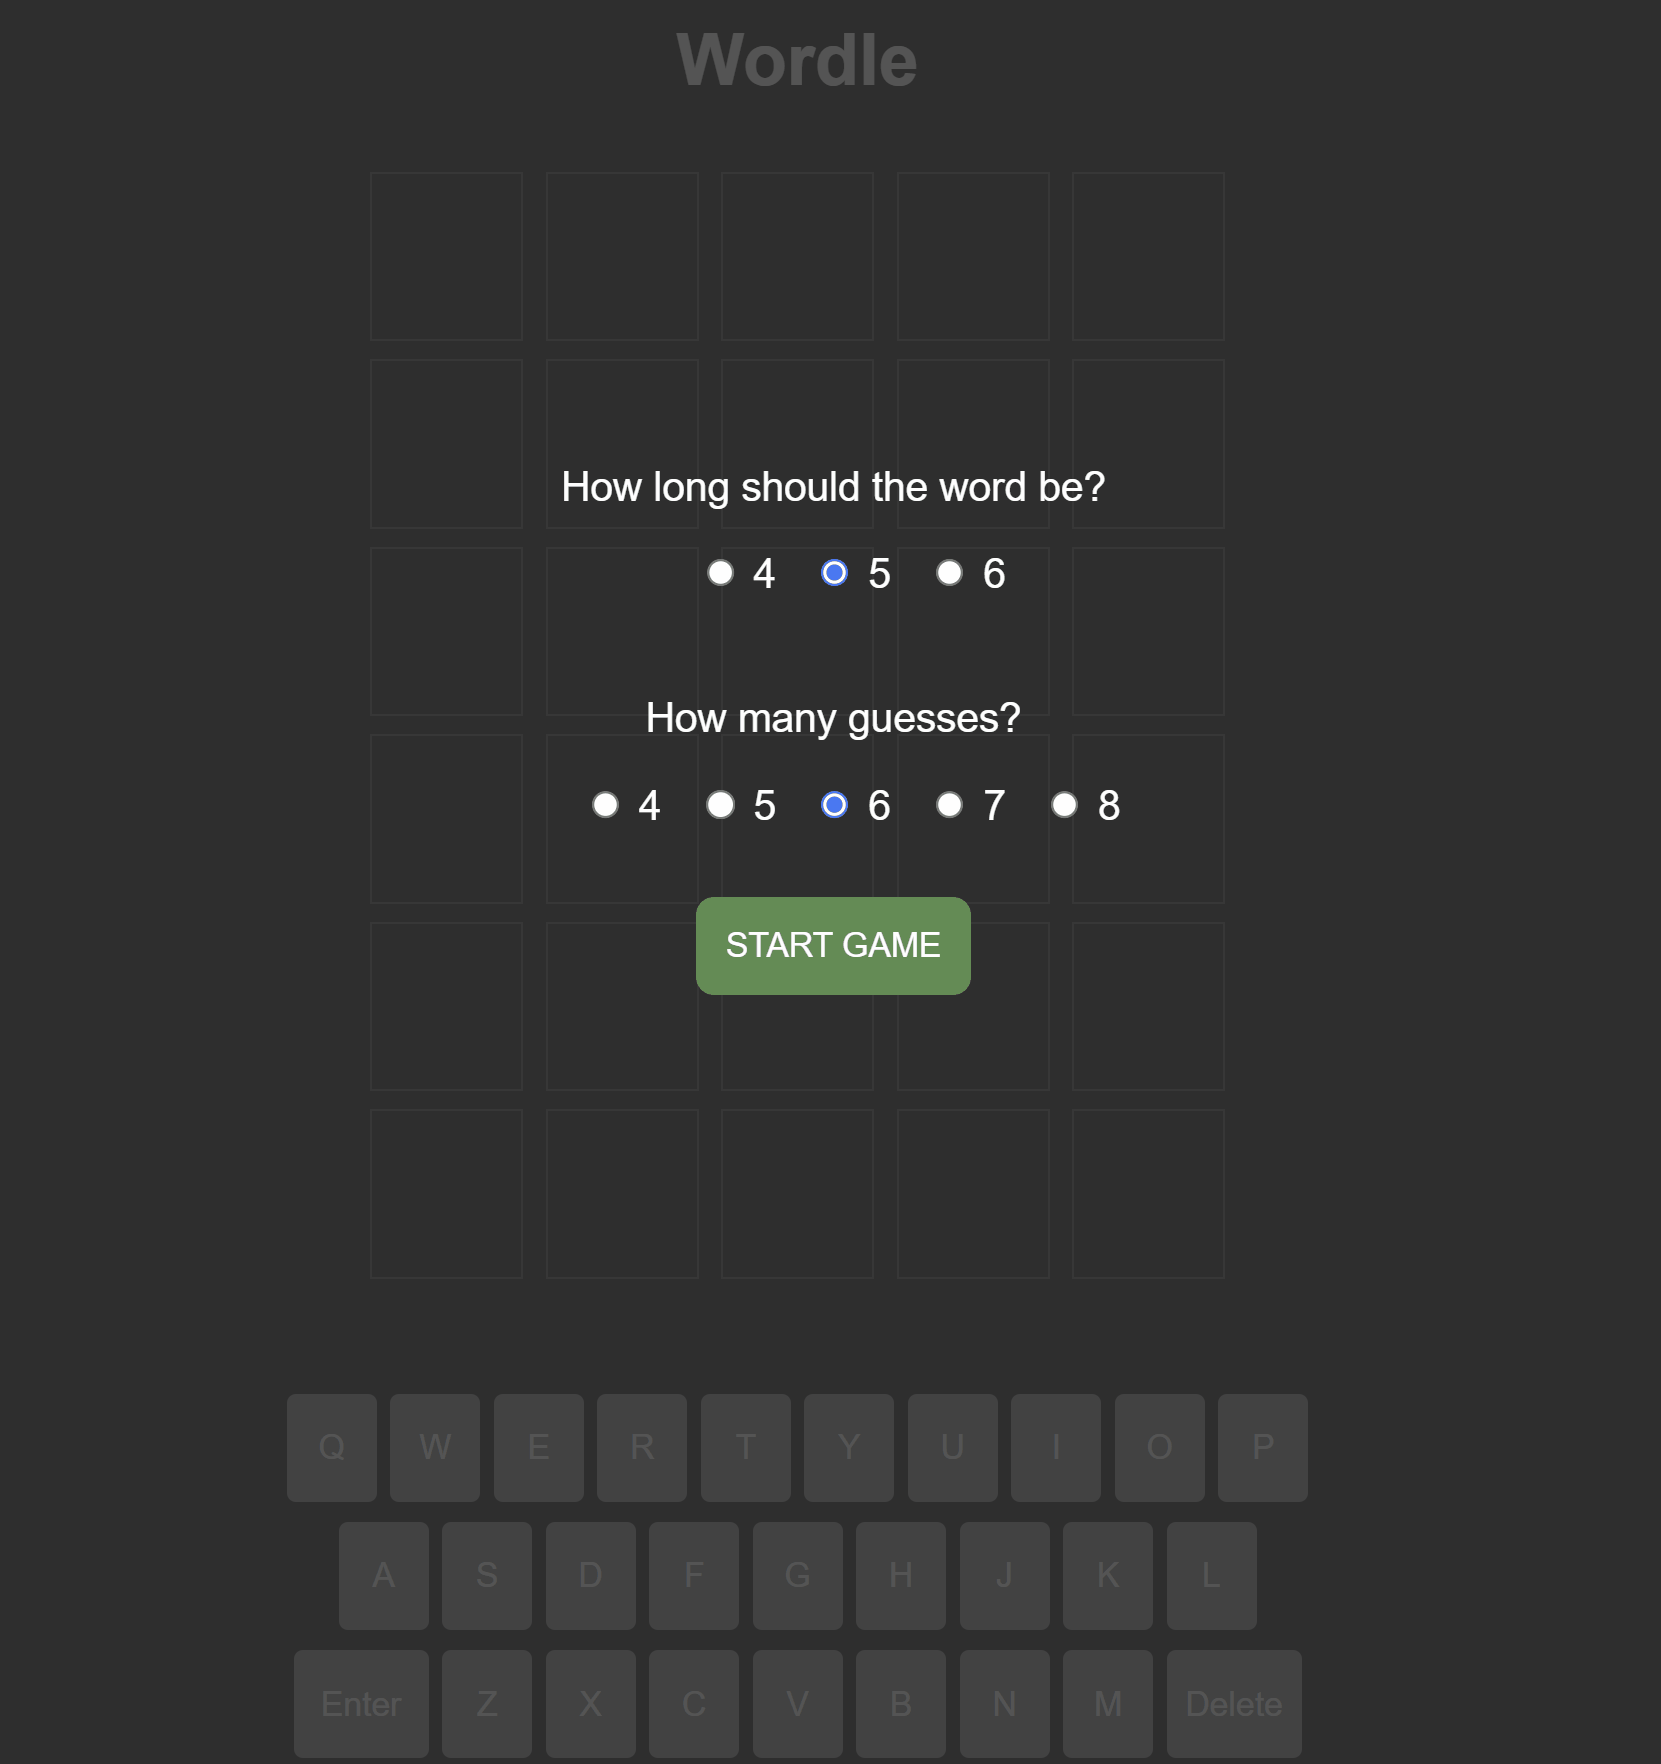 Wordle
How long should the word be?
4 5 6
How many guesses?
4 5 6 7 8
START GAME
Q W E R T Y U I O P
A S D F G H J K L
Enter Z X C V B N M Delete